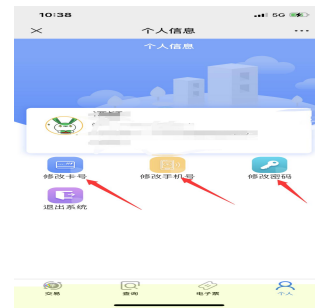 10:38
5G
个人信息
个人信息
修改卡号
修改手机号
修改密码
退出系统
交易
查询
电子票
个人